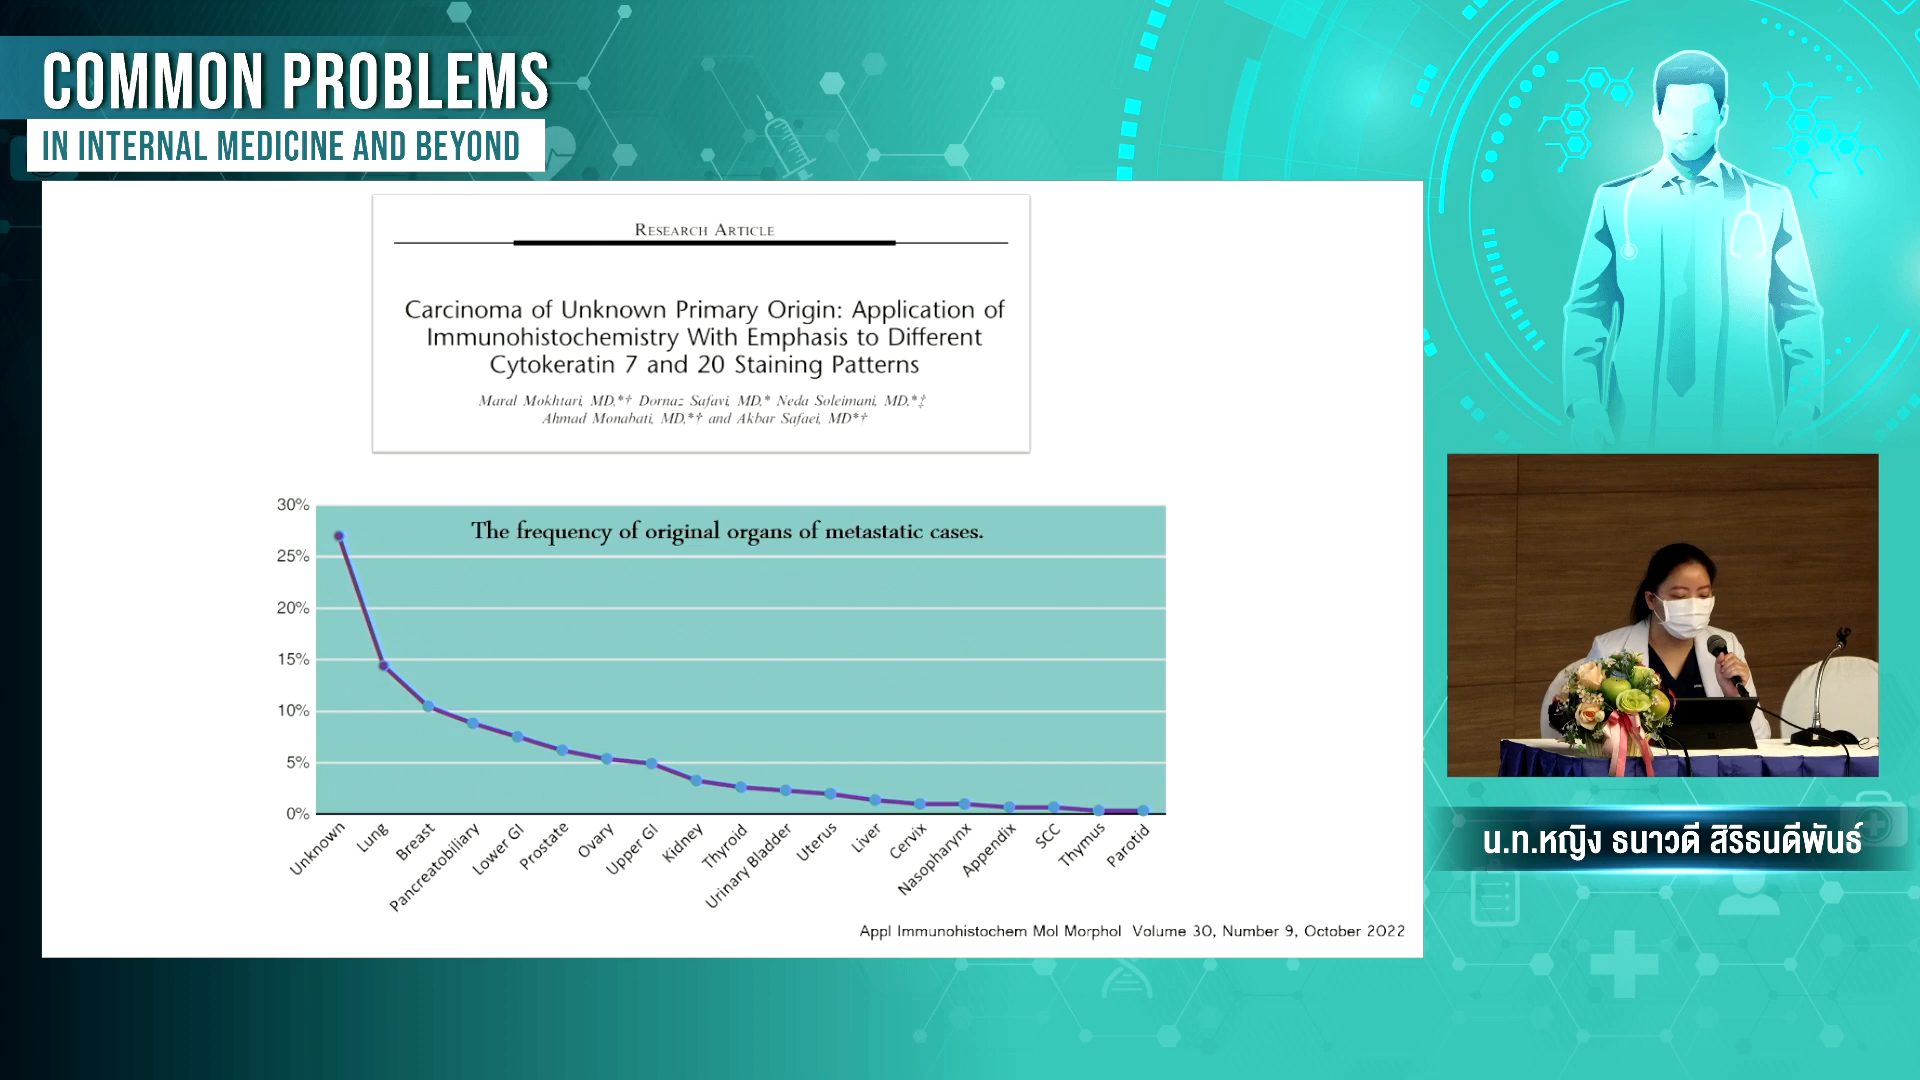 COMMON PROBLEMS
IN INTERNAL MEDICINE AND BEYOND
RESEARCH ARTICLE
Carcinoma of Unknown Primary Origin: Application of
Immunohistochemistry With Emphasis to Different
Cytokeratin 7 and 20 Staining Patterns
Maral Mokhtari, MD,*† Dornaz Safavi, MD,* Neda Soleimani, MD,*‡
Ahmad Monabati, MD,*† and Akbar Safaei, MD*†
The frequency of original organs of metastatic cases.
30%
25%
20%
15%
10%
5%
0%
Unknown
Lung
Breast
Pancreatobiliary
Lower GI
Prostate
Ovary
Upper GI
Kidney
Thyroid
Urinary Bladder
Uterus
Liver
Cervix
Nasopharynx
Appendix
SCC
Thymus
Parotid
Appl Immunohistochem Mol Morphol Volume 30, Number 9, October 2022
น.ท.หญิง ธนาวดี สิริธนดีพันธ์